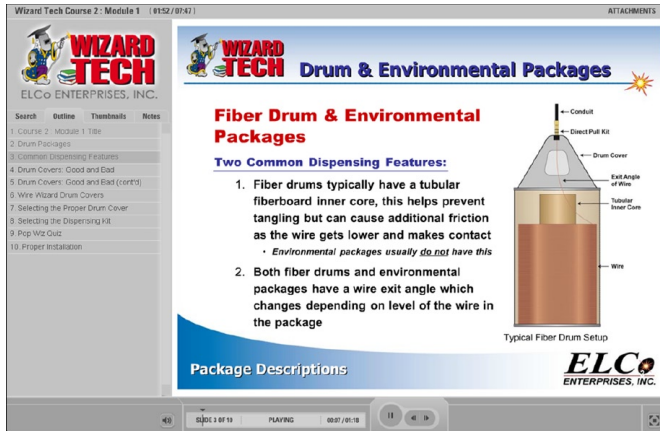 Wizard Tech Course 2 : Module 1 | 01:52 / 07:47 |
ATTACHMENTS
WIZARD
TECH
ELCo ENTERPRISES, INC.
Search Outline Thumbnails Notes
1. Course 2 : Module 1 Title
2. Drum Packages
3. Common Dispensing Features
4. Drum Covers: Good and Bad
5. Drum Covers: Good and Bad (cont'd)
6. Wire Wizard Drum Covers
7. Selecting the Proper Drum Cover
8. Selecting the Dispensing Kit
9. Pop Wiz Quiz
10. Proper Installation
WIZARD
TECH
Drum & Environmental Packages
Fiber Drum & Environmental
Packages
Two Common Dispensing Features:
1. Fiber drums typically have a tubular
fiberboard inner core, this helps prevent
tangling but can cause additional friction
as the wire gets lower and makes contact
• Environmental packages usually do not have this
2. Both fiber drums and environmental
packages have a wire exit angle which
changes depending on level of the wire in
the package
Conduit
Direct Pull Kit
Drum Cover
Exit Angle
of Wire
Tubular
Inner Core
Wire
Typical Fiber Drum Setup
Package Descriptions
ELCo
ENTERPRISES, INC.
SLIDE 3 OF 10 PLAYING 00:07 / 01:18